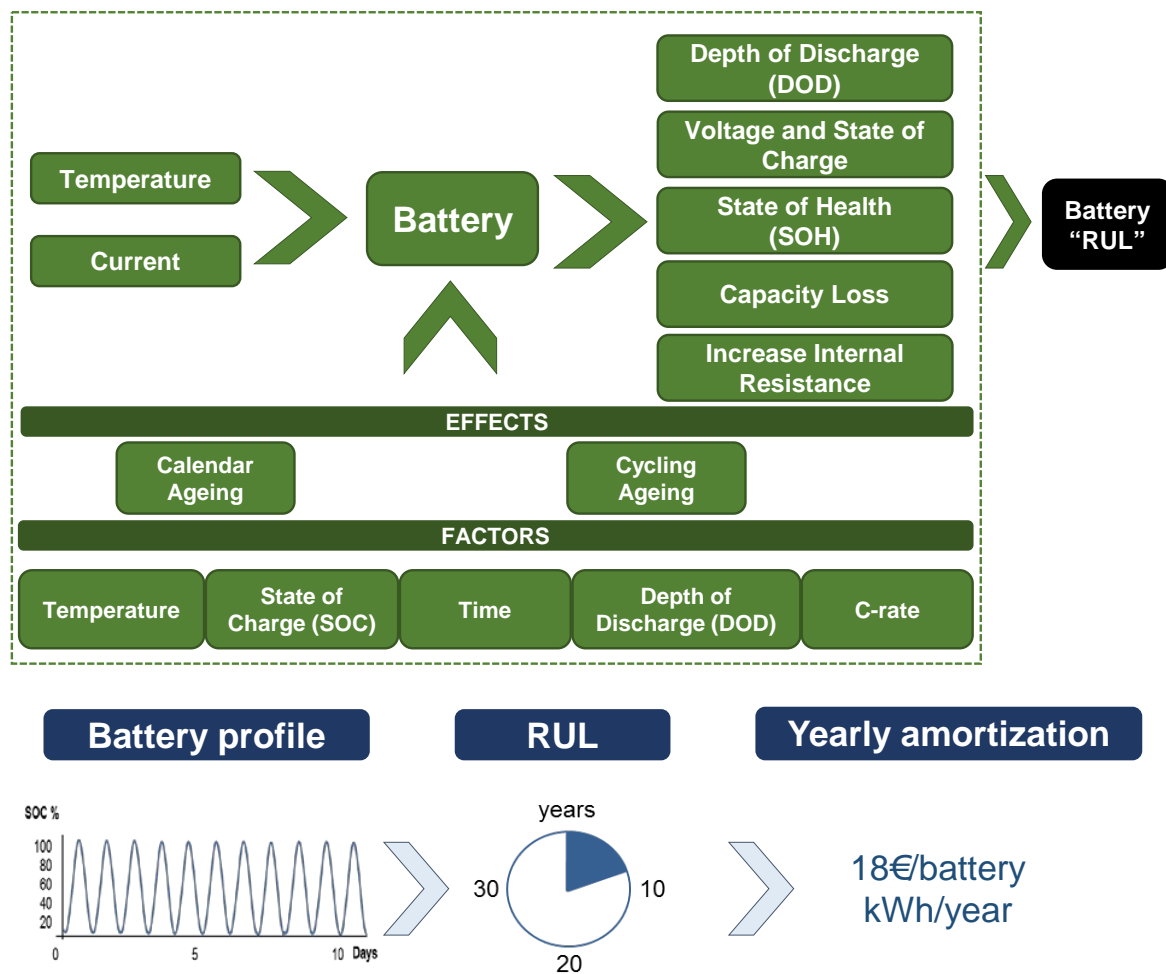 Temperature
Current
Battery
Depth of Discharge
(DOD)
Voltage and State of
Charge
State of Health
(SOH)
Capacity Loss
Increase Internal
Resistance
Battery
“RUL”
EFFECTS
Calendar
Ageing
Cycling
Ageing
FACTORS
Temperature
State of
Charge (SOC)
Time
Depth of
Discharge (DOD)
C-rate
Battery profile
RUL
Yearly amortization
SOC %
100
80
60
40
20
0
5
10
Days
years
30
10
20
18€/battery
kWh/year